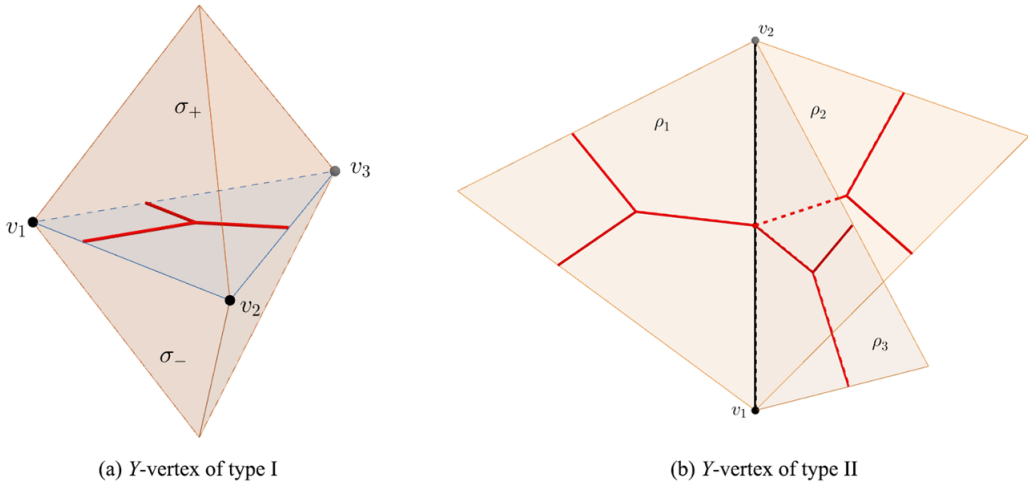 σ₊
v₃
v₁
v₂
σ₋
(a) Y-vertex of type I
v₂
ρ₁
ρ₂
ρ₃
v₁
(b) Y-vertex of type II